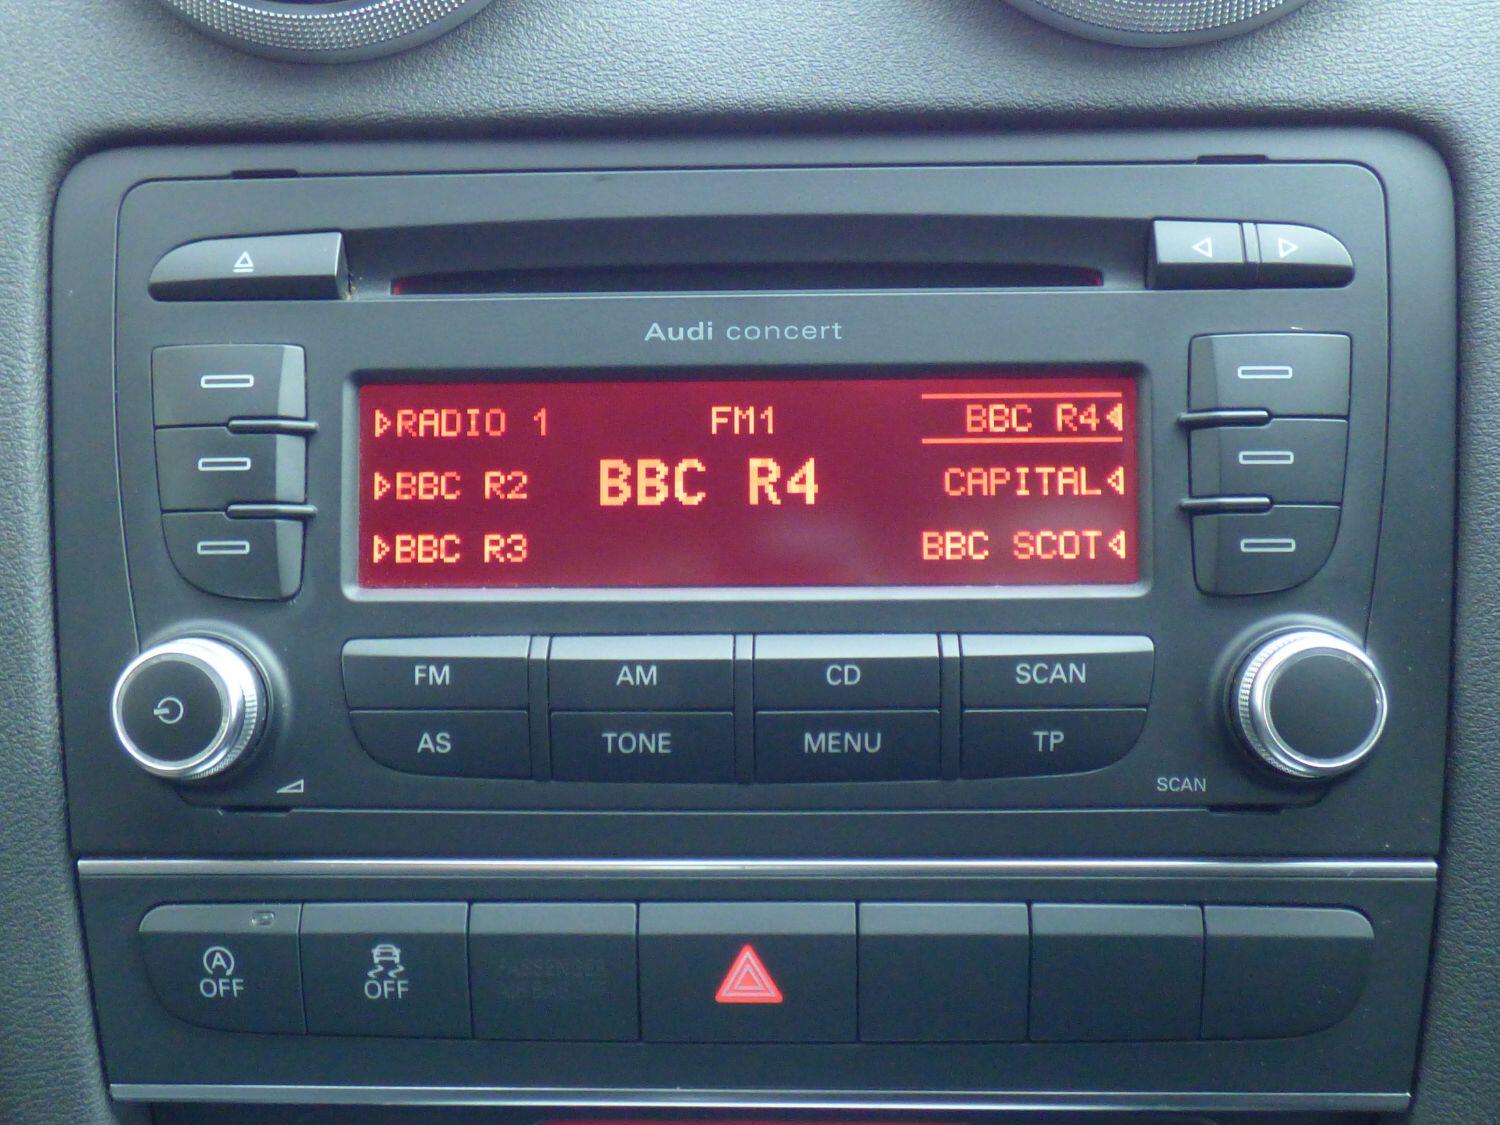 Audi concert
RADIO 1 FM1 BBC R4
BBC R2 BBC R4 CAPITAL
BBC R3 BBC SCOT
FM AM CD SCAN
AS TONE MENU TP
SCAN
A
OFF OFF
PASSENGER